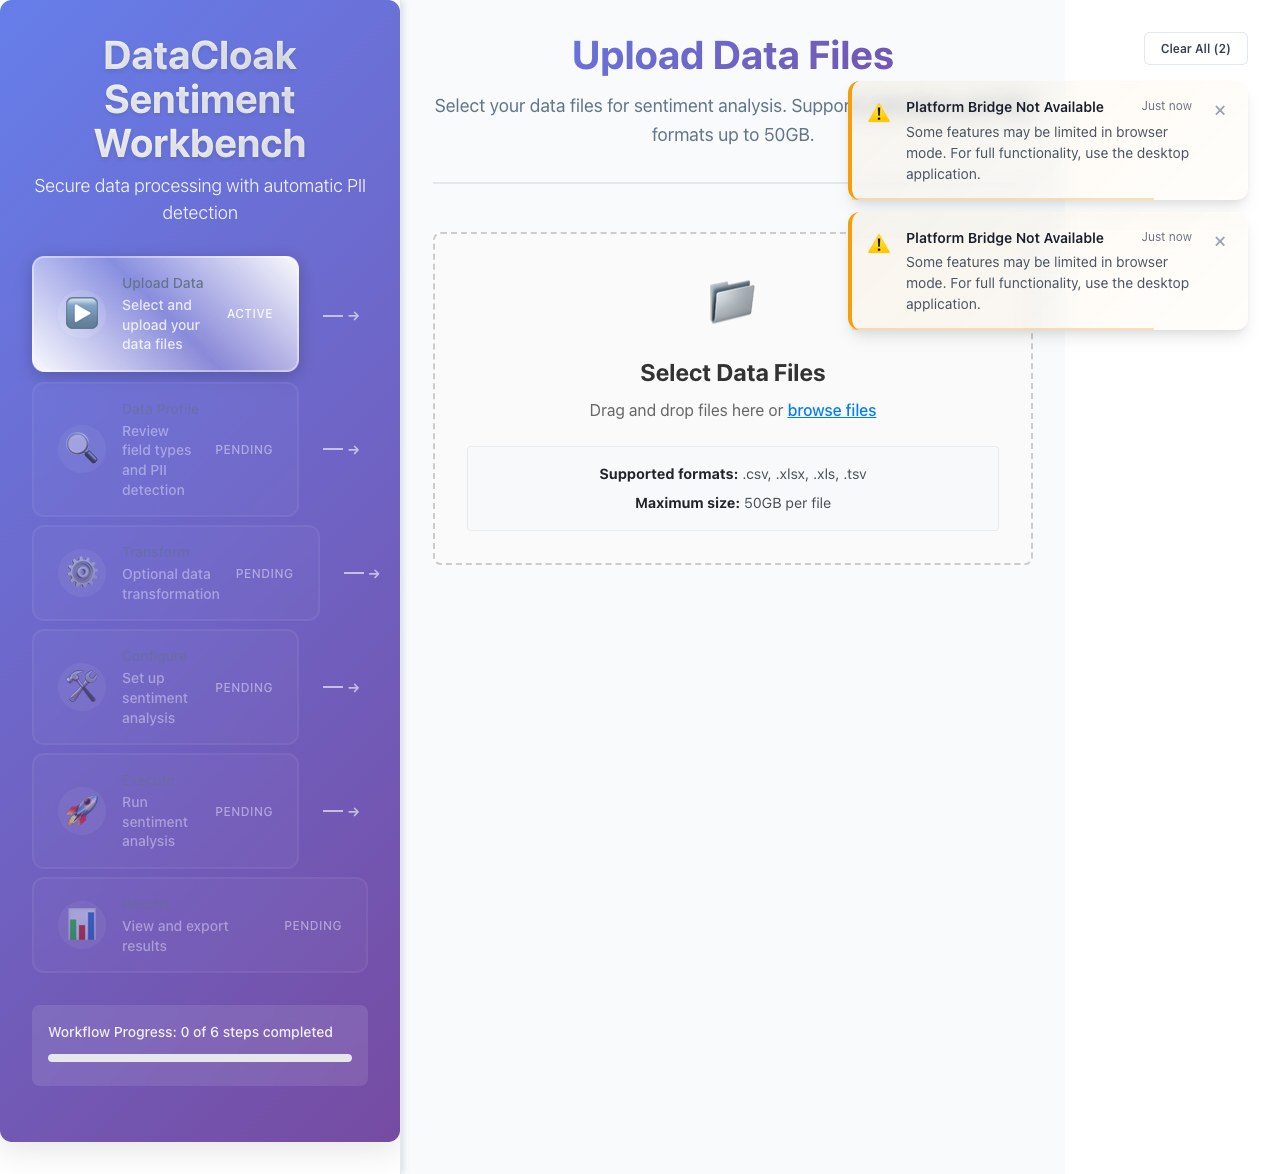 DataCloak
Sentiment
Workbench
Secure data processing with automatic PII
detection
Upload Data
Select and
upload your
data files
ACTIVE
Data Profile
Review
field types
and PII
detection
PENDING
Transform
Optional data
transformation
PENDING
Configure
Set up
sentiment
analysis
PENDING
Run
sentiment
analysis
PENDING
View and export
results
PENDING
Workflow Progress: 0 of 6 steps completed
Upload Data Files
Select your data files for sentiment analysis.
formats up to 50GB.
Select Data Files
Drag and drop files here or browse files
Supported formats: .csv, .xlsx, .xls, .tsv
Maximum size: 50GB per file
Clear All (2)
Platform Bridge Not Available
Just now
Some features may be limited in browser
mode. For full functionality, use the desktop
application.
Platform Bridge Not Available
Just now
Some features may be limited in browser
mode. For full functionality, use the desktop
application.